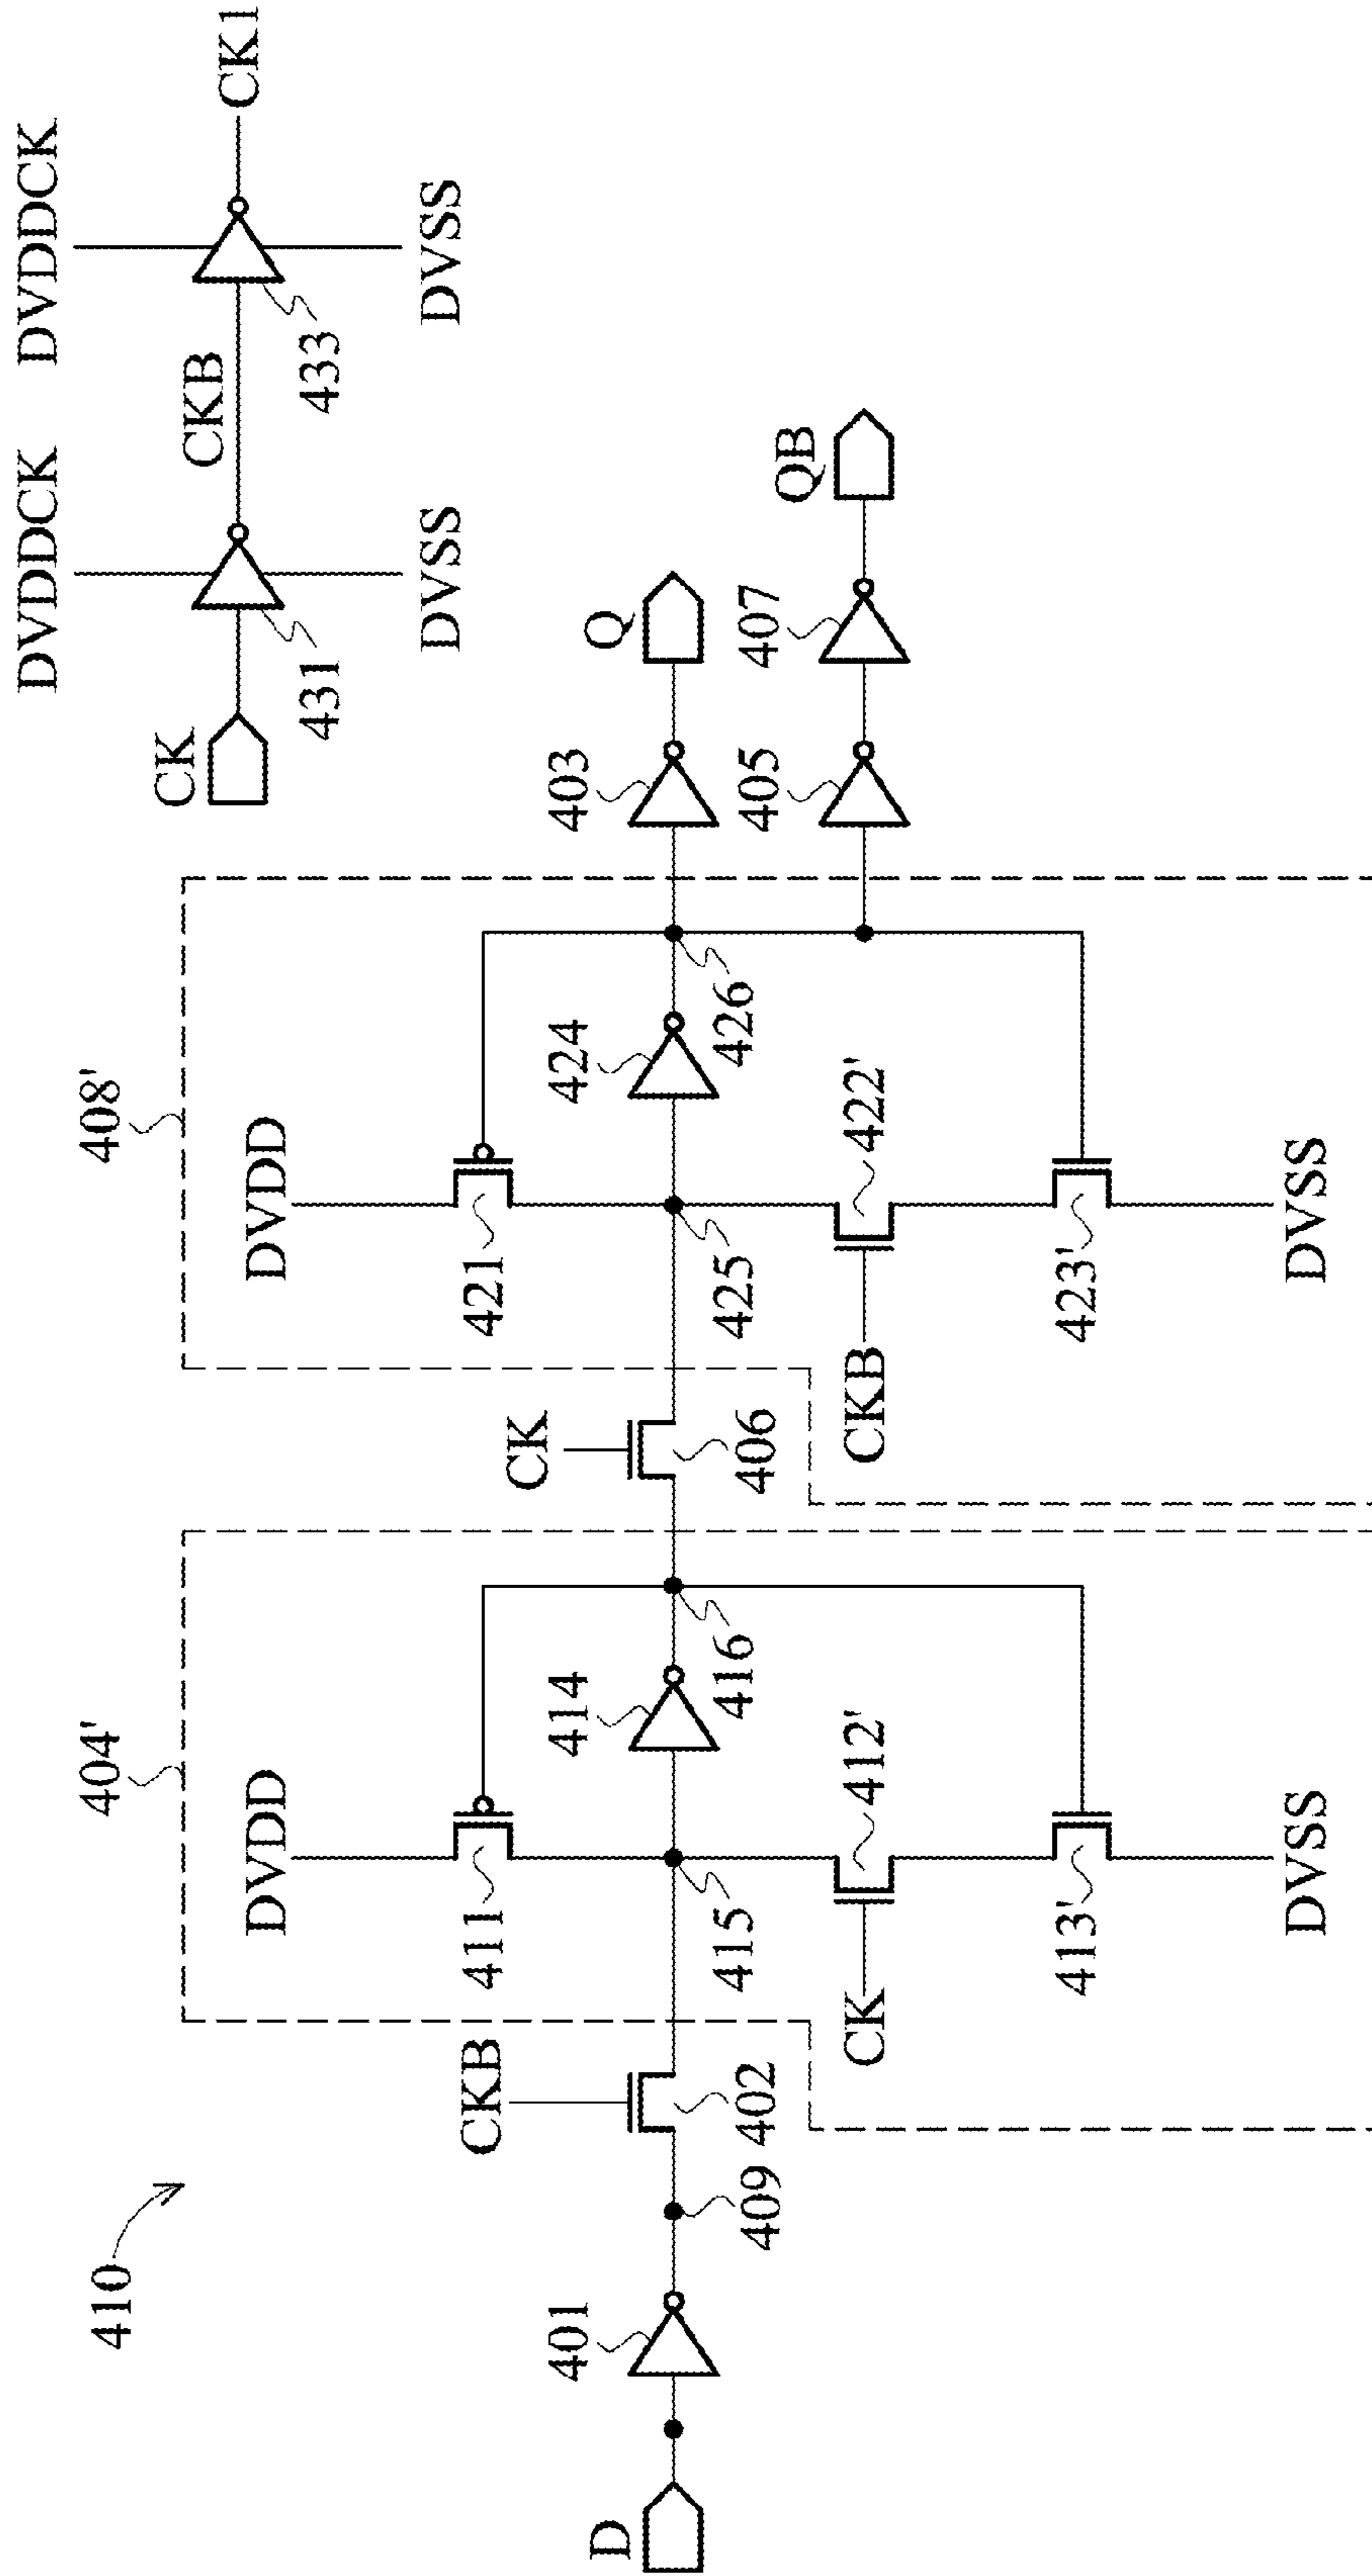 410
D
401
409
CKB
402
404'
DVDD
411
415
414
416
CK
412'
413'
DVSS
CK
406
408'
DVDD
421
425
424
426
CKB
422'
423'
DVSS
403
Q
405
407
QB
CK
DVDDCK
431
DVSS
CKB
DVDDCK
433
DVSS
CK1